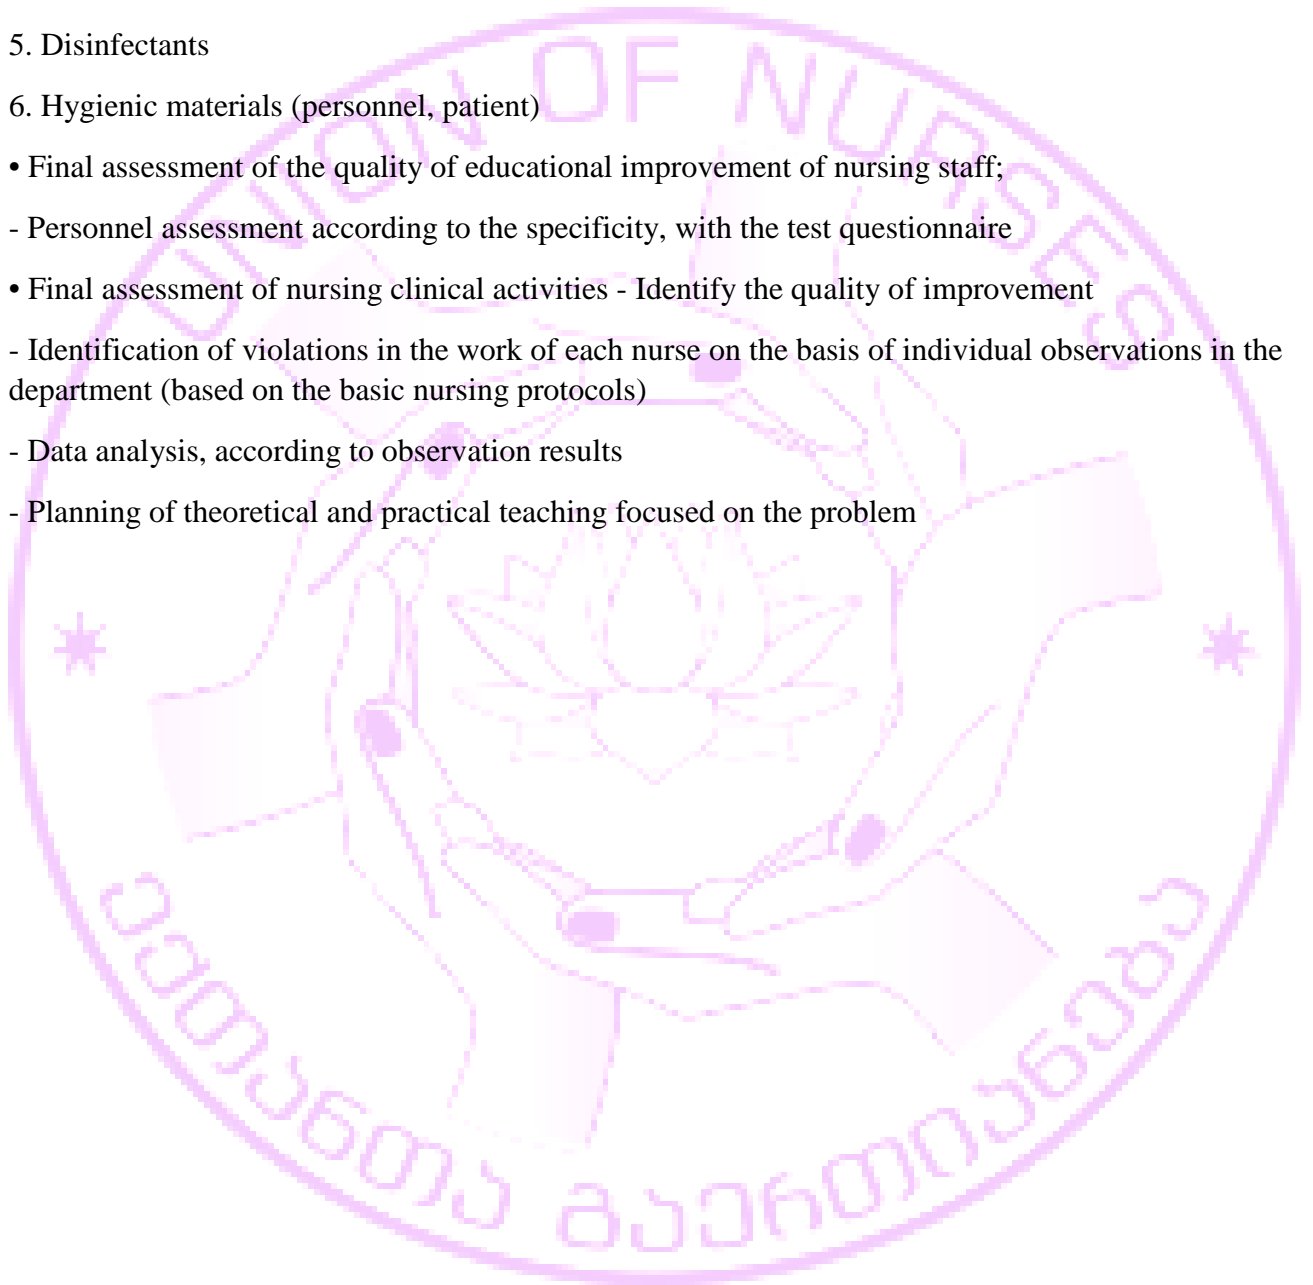 5. Disinfectants
6. Hygienic materials (personnel, patient)
• Final assessment of the quality of educational improvement of nursing staff;
- Personnel assessment according to the specificity, with the test questionnaire
• Final assessment of nursing clinical activities - Identify the quality of improvement
- Identification of violations in the work of each nurse on the basis of individual observations in the
department (based on the basic nursing protocols)
- Data analysis, according to observation results
- Planning of theoretical and practical teaching focused on the problem
UNION OF NURSES
ექთანთა გაერთიანება